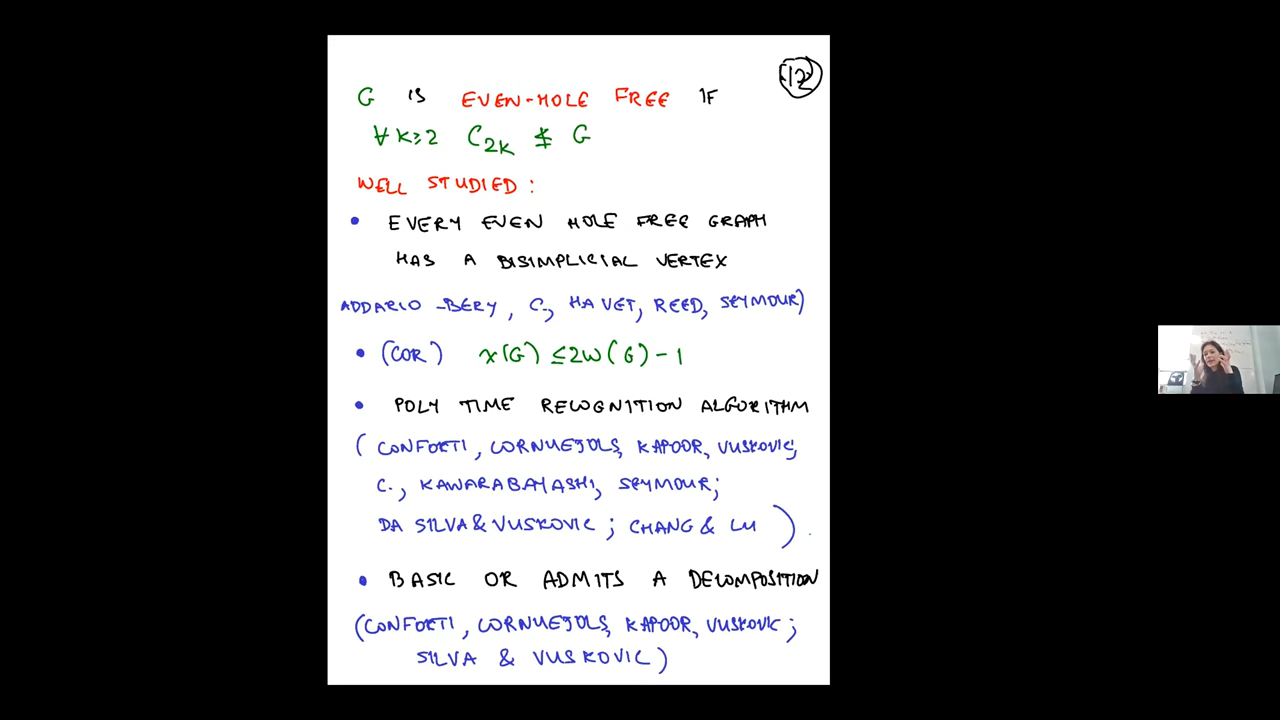 12
G IS EVEN-HOLE FREE IF
∀ K ≥ 2 C₂ₖ ⊈ G
WELL STUDIED:
• EVERY EVEN HOLE FREE GRAPH
HAS A BISIMPLICIAL VERTEX
ADDARIO-BERY, C., HAVET, REED, SEYMOUR)
• (COR) χ(G) ≤ 2ω(G) - 1
• POLY TIME RECOGNITION ALGORITHM
(CONFORTI, CORNUEJOLS, KAPOOR, VUSKOVIC;
C., KAWARABAYASHI, SEYMOUR;
DA SILVA & VUSKOVIC; CHANG & LU)
• BASIC OR ADMITS A DECOMPOSITION
(CONFORTI, CORNUEJOLS, KAPOOR, VUSKOVIC;
SILVA & VUSKOVIC)